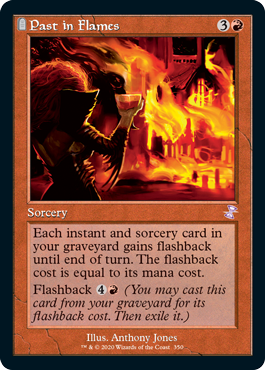 Past in Flames 3
Sorcery
Each instant and sorcery card in
your graveyard gains flashback
until end of turn. The flashback
cost is equal to its mana cost.
Flashback 4 (You may cast this
card from your graveyard for its
flashback cost. Then exile it.)
Illus. Anthony Jones
™ & © 2020 Wizards of the Coast 350